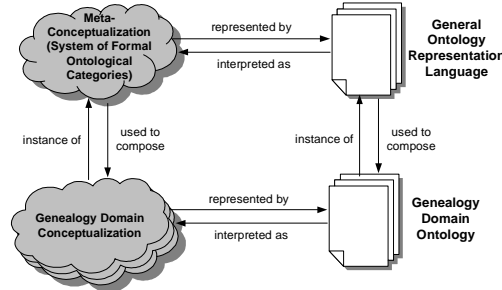 Meta-
Conceptualization
(System of Formal
Ontological
Categories)
represented by
interpreted as
General
Ontology
Representation
Language
instance of
used to
compose
instance of
used to
compose
Genealogy Domain
Conceptualization
represented by
interpreted as
Genealogy
Domain
Ontology